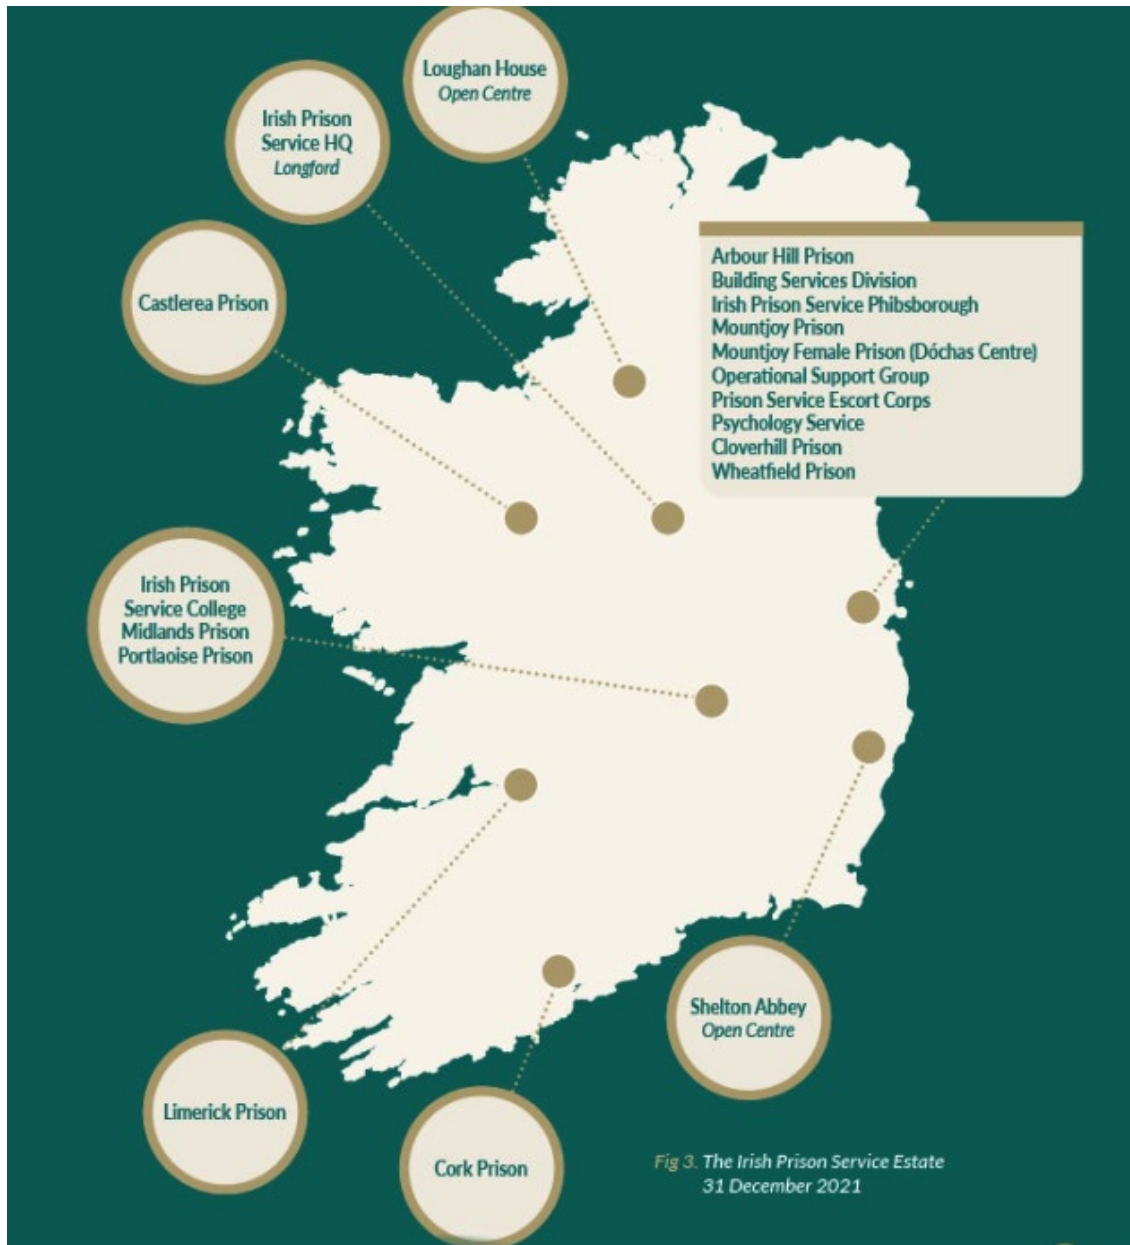 Loughan House
Open Centre
Irish Prison
Service HQ
Longford
Castlerea Prison
Arbour Hill Prison
Building Services Division
Irish Prison Service Phibsborough
Mountjoy Prison
Mountjoy Female Prison (Dóchas Centre)
Operational Support Group
Prison Service Escort Corps
Psychology Service
Cloverhill Prison
Wheatfield Prison
Irish Prison
Service College
Midlands Prison
Portlaoise Prison
Shelton Abbey
Open Centre
Limerick Prison
Cork Prison
Fig 3. The Irish Prison Service Estate
31 December 2021